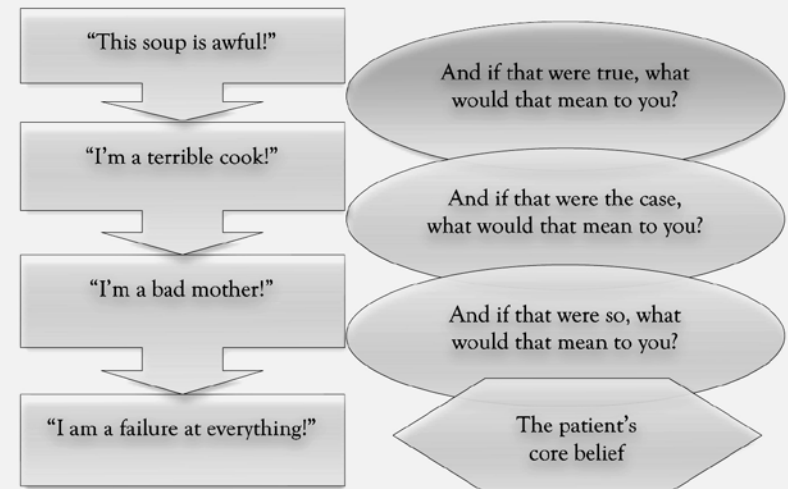 “This soup is awful!”
And if that were true, what
would that mean to you?
“I’m a terrible cook!”
And if that were the case,
what would that mean to you?
“I’m a bad mother!”
And if that were so, what
would that mean to you?
“I am a failure at everything!”
The patient’s
core belief